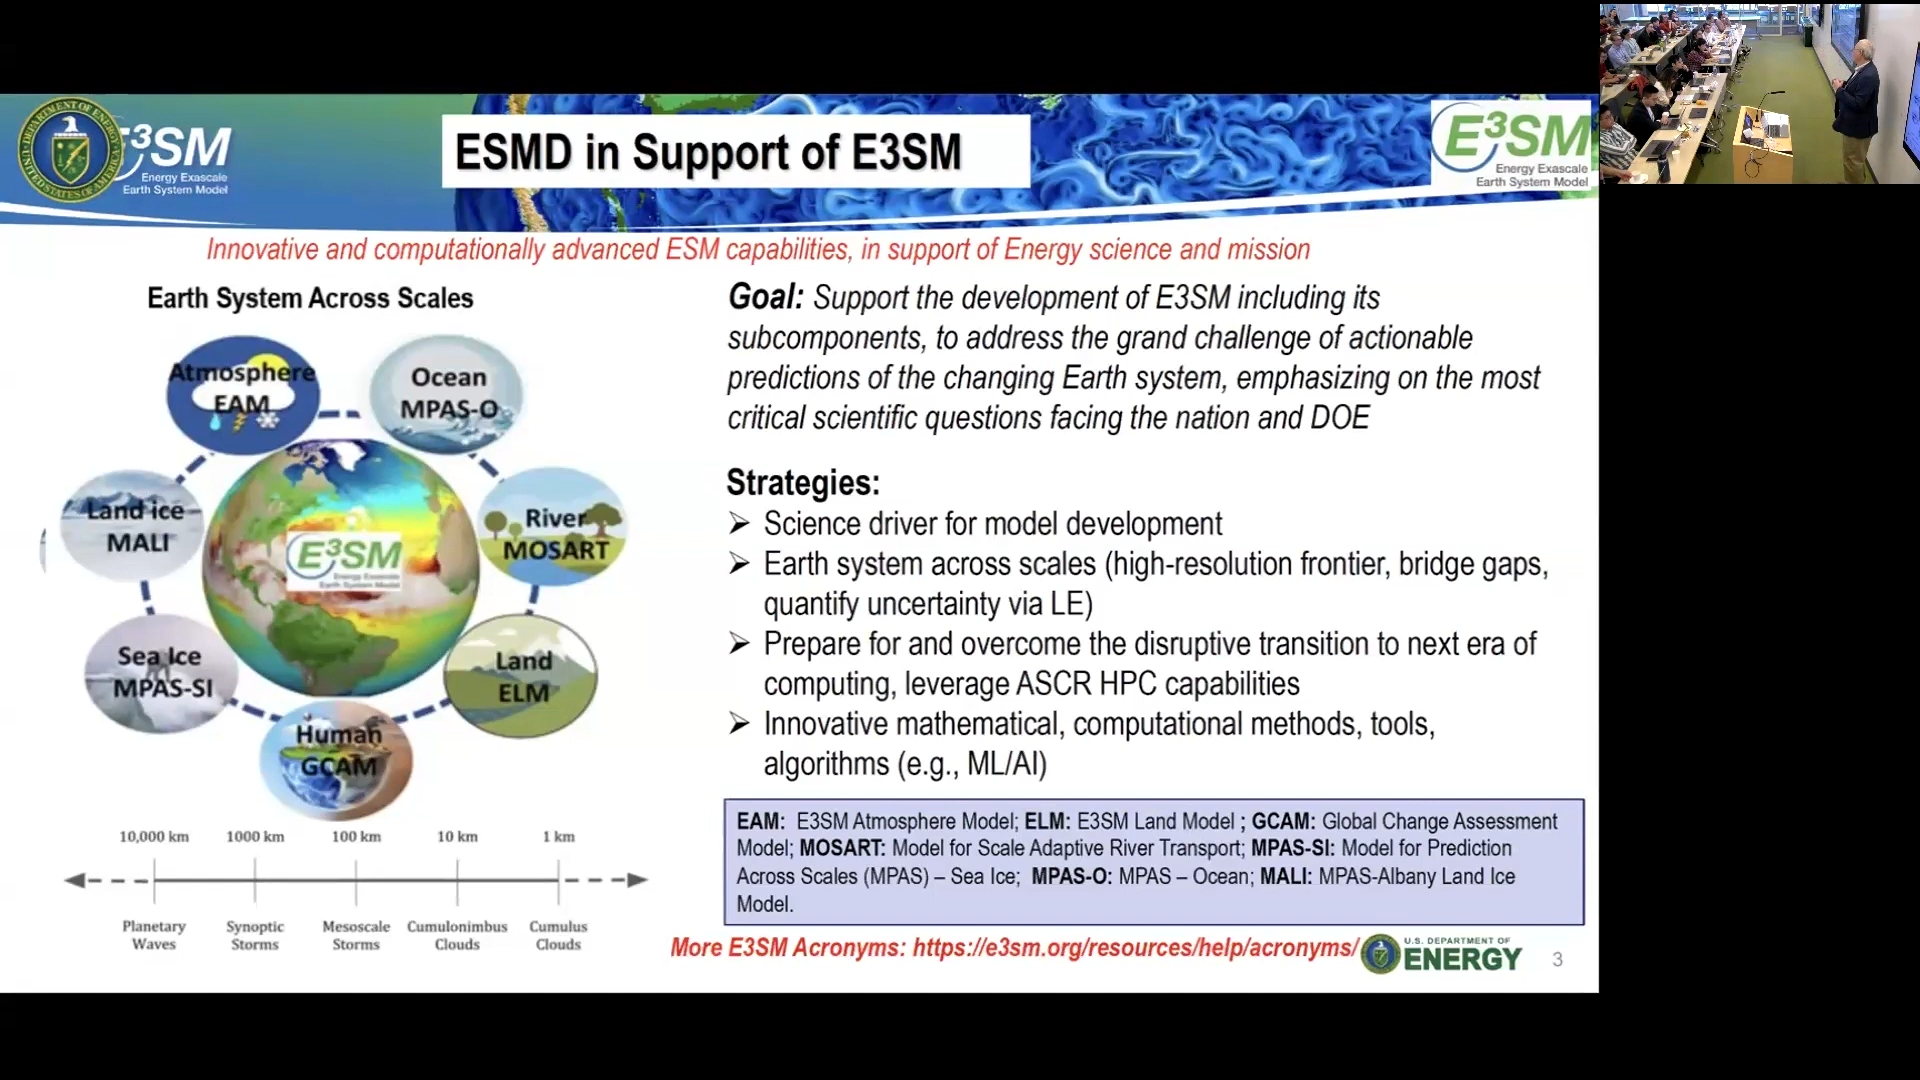 DEPARTMENT OF ENERGY
UNITED STATES OF AMERICA
E³SM
Energy Exascale
Earth System Model
ESMD in Support of E3SM
E³SM
Energy Exascale
Earth System Model
Innovative and computationally advanced ESM capabilities, in support of Energy science and mission
Earth System Across Scales
Atmosphere
EAM
Ocean
MPAS-O
Land ice
MALI
River
MOSART
E³SM
Energy Exascale
Earth System Model
Sea Ice
MPAS-SI
Land
ELM
Human
GCAM
10,000 km 1000 km 100 km 10 km 1 km
Planetary Waves
Synoptic Storms
Mesoscale Storms
Cumulonimbus Clouds
Cumulus Clouds
Goal: Support the development of E3SM including its
subcomponents, to address the grand challenge of actionable
predictions of the changing Earth system, emphasizing on the most
critical scientific questions facing the nation and DOE
Strategies:
➢ Science driver for model development
➢ Earth system across scales (high-resolution frontier, bridge gaps,
quantify uncertainty via LE)
➢ Prepare for and overcome the disruptive transition to next era of
computing, leverage ASCR HPC capabilities
➢ Innovative mathematical, computational methods, tools,
algorithms (e.g., ML/AI)
EAM: E3SM Atmosphere Model; ELM: E3SM Land Model ; GCAM: Global Change Assessment
Model; MOSART: Model for Scale Adaptive River Transport; MPAS-SI: Model for Prediction
Across Scales (MPAS) – Sea Ice; MPAS-O: MPAS – Ocean; MALI: MPAS-Albany Land Ice
Model.
More E3SM Acronyms: https://e3sm.org/resources/help/acronyms/
U.S. DEPARTMENT OF
ENERGY
3